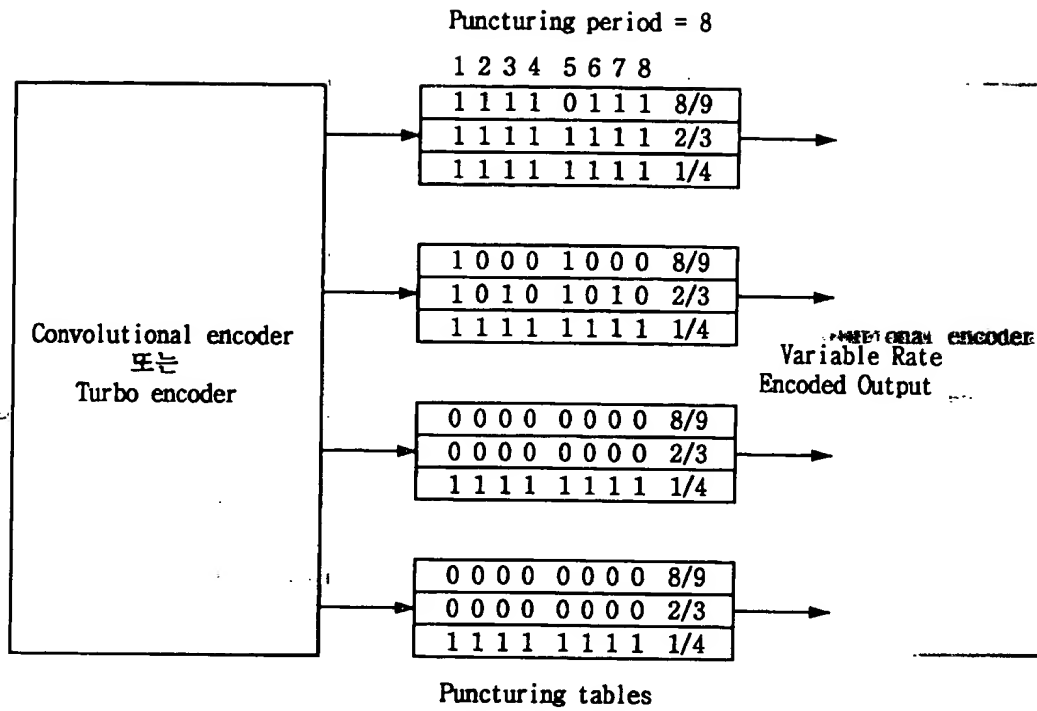 Puncturing period = 8
1 2 3 4 5 6 7 8
1 1 1 1 0 1 1 1 8/9
1 1 1 1 1 1 1 1 2/3
1 1 1 1 1 1 1 1 1/4
1 0 0 0 1 0 0 0 8/9
1 0 1 0 1 0 1 0 2/3
1 1 1 1 1 1 1 1 1/4
Convolutional encoder
또는
Turbo encoder
encoder
Variable Rate
Encoded Output
0 0 0 0 0 0 0 0 8/9
0 0 0 0 0 0 0 0 2/3
1 1 1 1 1 1 1 1 1/4
0 0 0 0 0 0 0 0 8/9
0 0 0 0 0 0 0 0 2/3
1 1 1 1 1 1 1 1 1/4
Puncturing tables